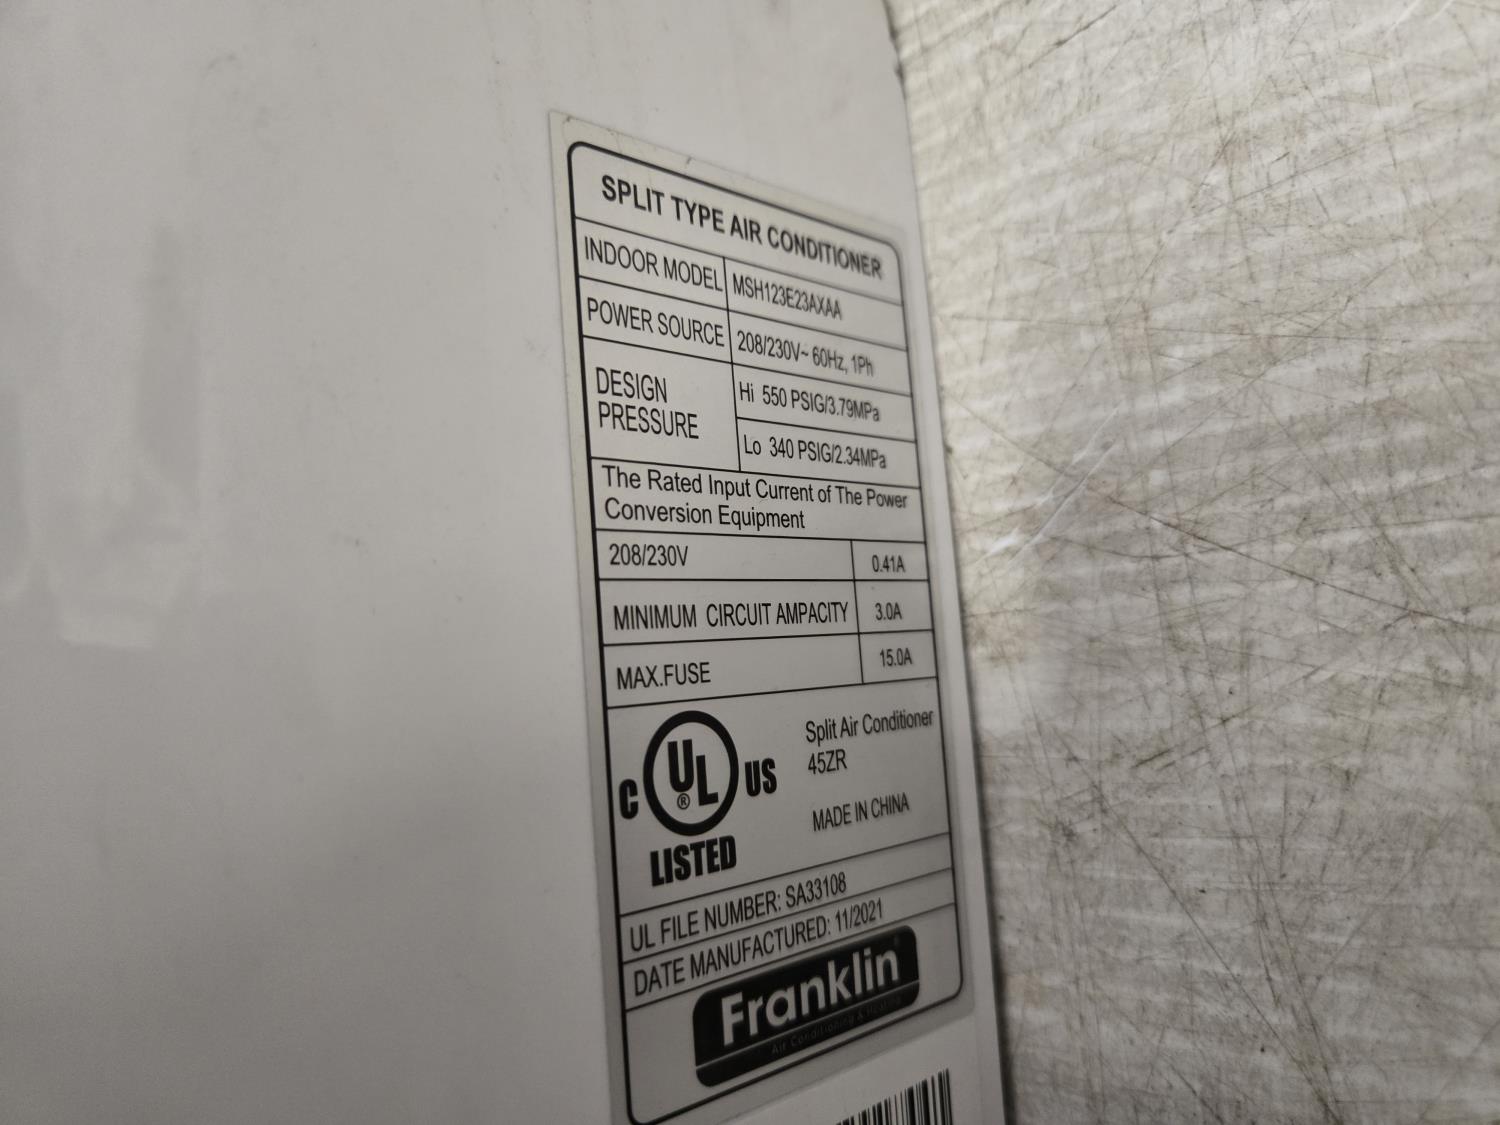 SPLIT TYPE AIR CONDITIONER
INDOOR MODEL MSH123E23AXAA
POWER SOURCE 208/230V~ 60Hz, 1Ph
DESIGN
PRESSURE
Hi 550 PSIG/3.79MPa
Lo 340 PSIG/2.34MPa
The Rated Input Current of The Power
Conversion Equipment
208/230V 0.41A
MINIMUM CIRCUIT AMPACITY 3.0A
MAX.FUSE 15.0A
C UL ® US
LISTED
Split Air Conditioner
45ZR
MADE IN CHINA
UL FILE NUMBER: SA33108
DATE MANUFACTURED: 11/2021
Franklin
Air Conditioning & Heating